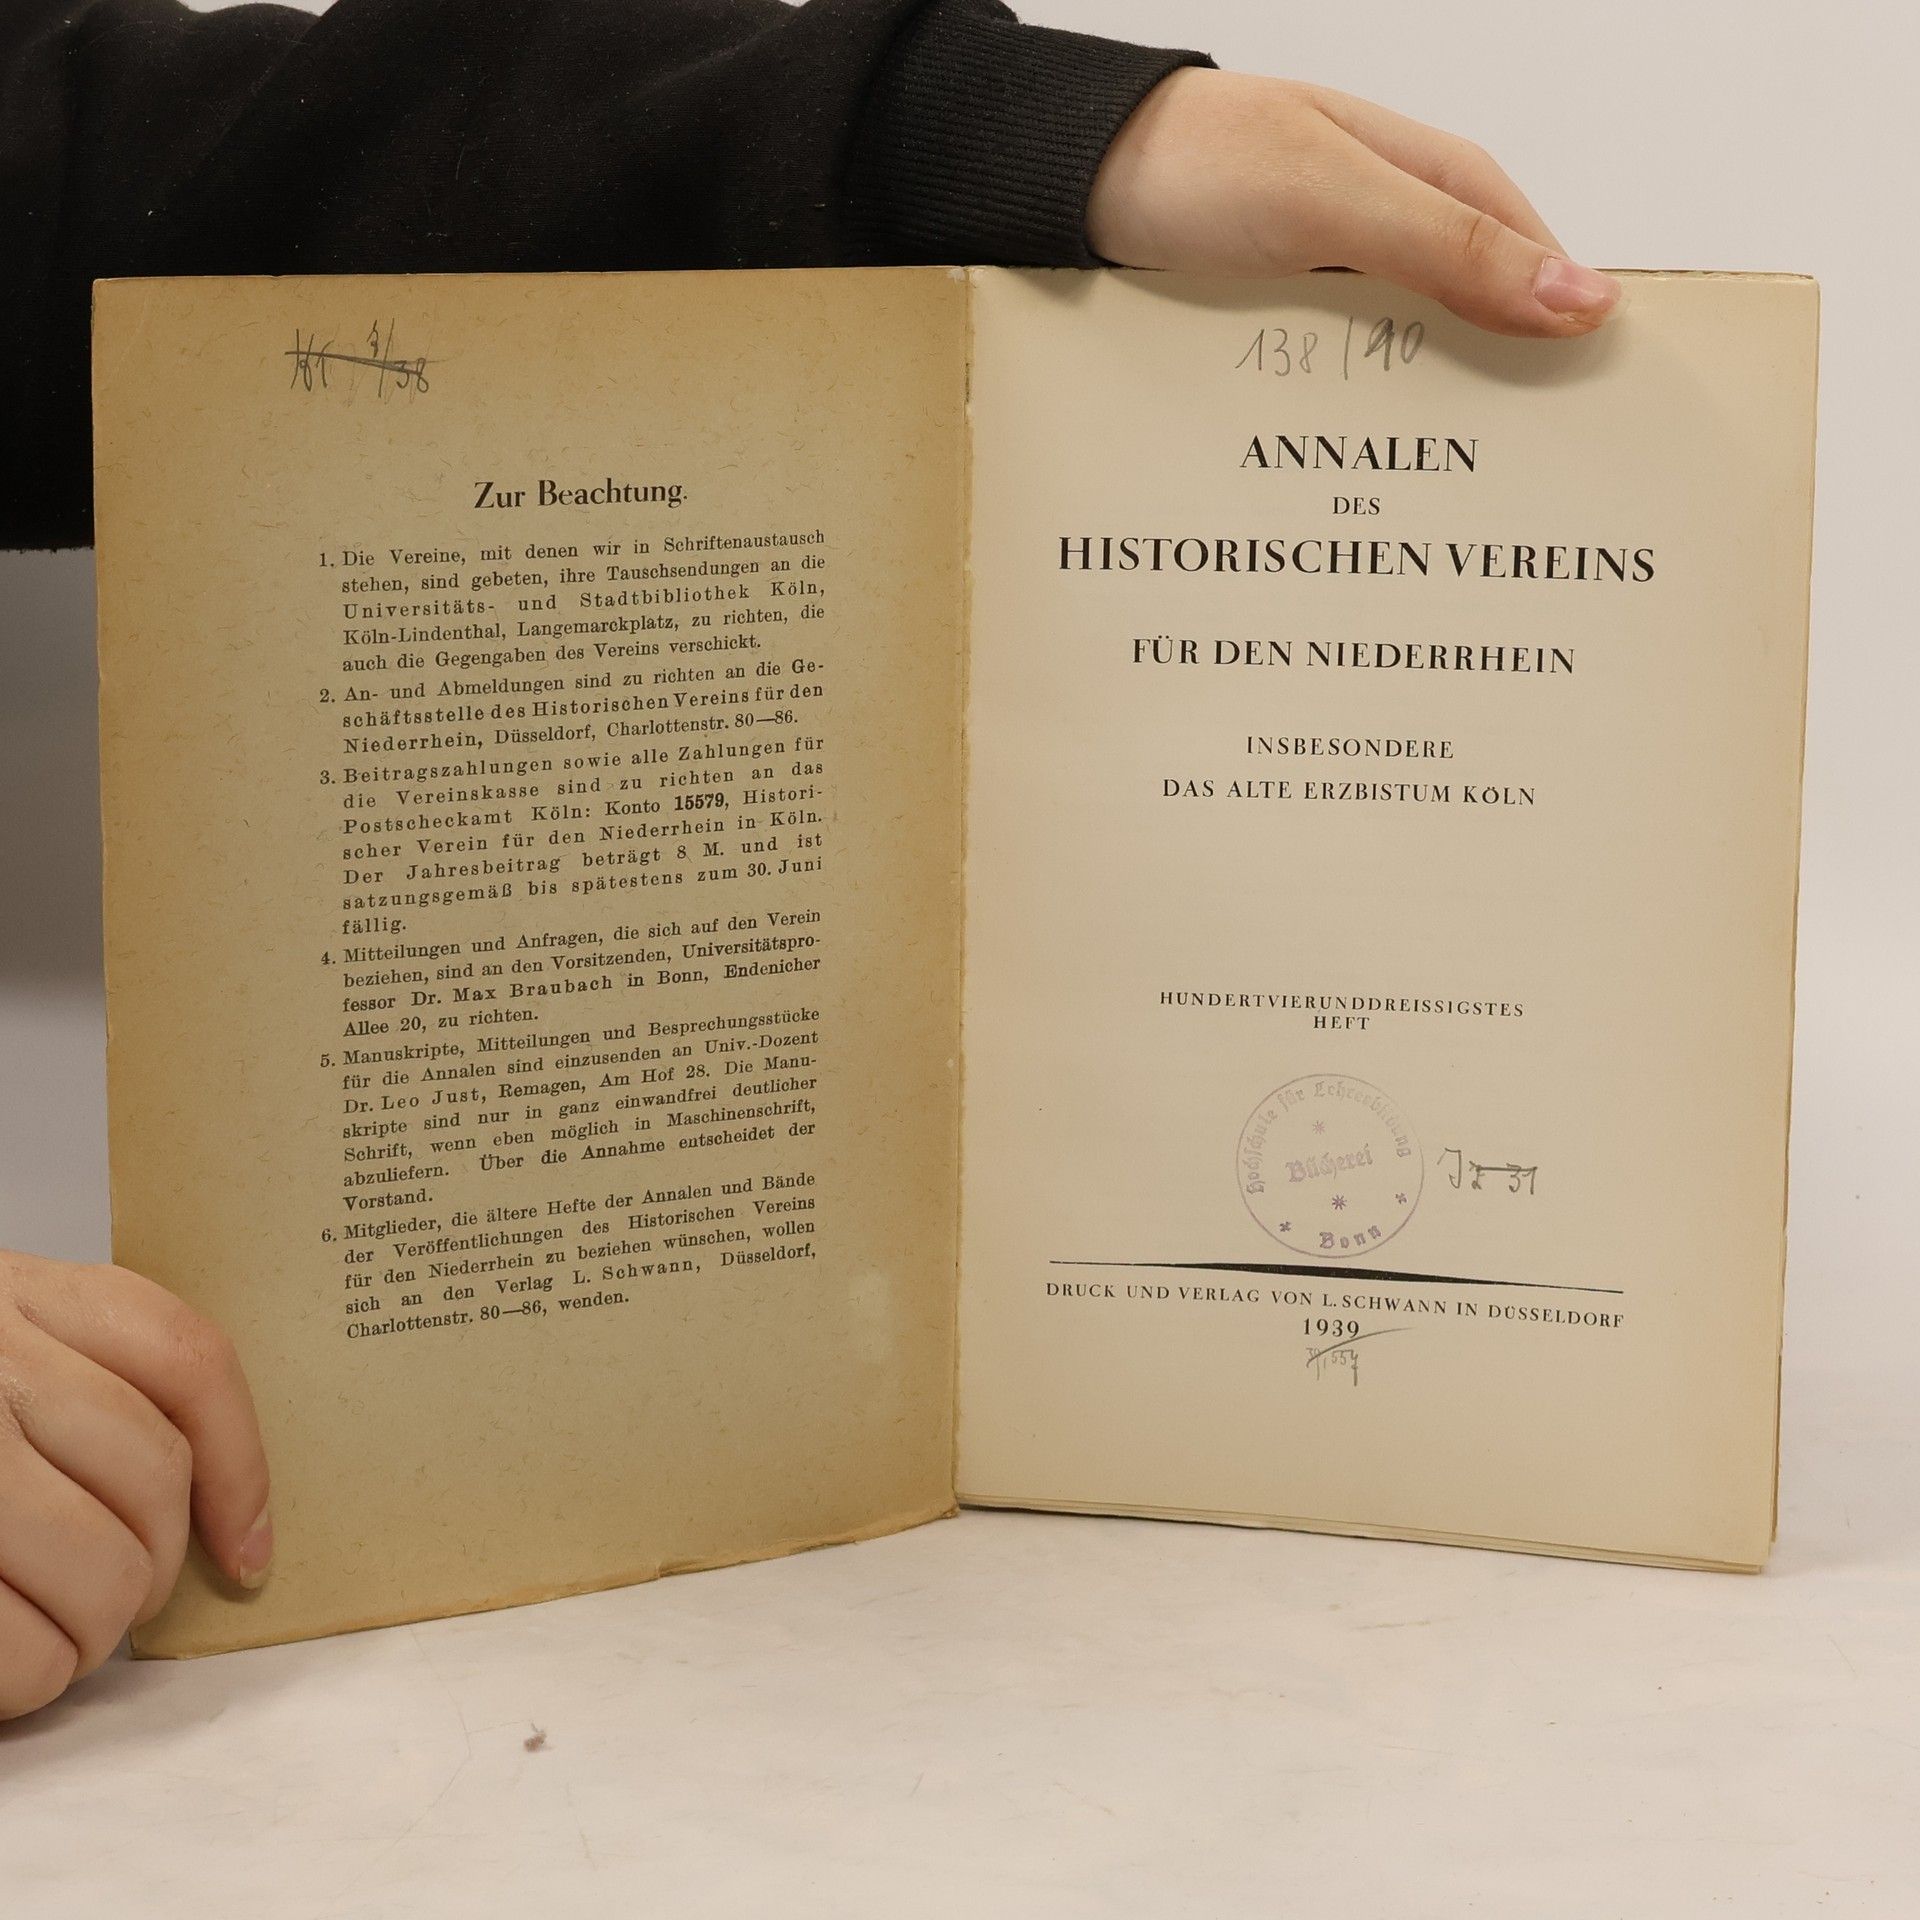 Zur Beachtung.
1. Die Vereine, mit denen wir in Schriftenaustausch
stehen, sind gebeten, ihre Tauschsendungen an die
Universitäts- und Stadtbibliothek Köln,
Köln-Lindenthal, Langemarckplatz, zu richten, die
auch die Gegengaben des Vereins verschickt.
2. An- und Abmeldungen sind zu richten an die Ge-
schäftsstelle des Historischen Vereins für den
Niederrhein, Düsseldorf, Charlottenstr. 80—86.
3. Beitragszahlungen sowie alle Zahlungen für
die Vereinskasse sind zu richten an das
Postscheckamt Köln: Konto 15579, Histori-
scher Verein für den Niederrhein in Köln.
Der Jahresbeitrag beträgt 8 M. und ist
satzungsgemäß bis spätestens zum 30. Juni
fällig.
4. Mitteilungen und Anfragen, die sich auf den Verein
beziehen, sind an den Vorsitzenden, Universitätspro-
fessor Dr. Max Braubach in Bonn, Endenicher
Allee 20, zu richten.
5. Manuskripte, Mitteilungen und Besprechungsstücke
für die Annalen sind einzusenden an Univ.-Dozent
Dr. Leo Just, Remagen, Am Hof 28. Die Manu-
skripte sind nur in ganz einwandfrei deutlicher
Schrift, wenn eben möglich in Maschinenschrift,
abzuliefern. Über die Annahme entscheidet der
Vorstand.
6. Mitglieder, die ältere Hefte der Annalen und Bände
der Veröffentlichungen des Historischen Vereins
für den Niederrhein zu beziehen wünschen, wollen
sich an den Verlag L. Schwann, Düsseldorf,
Charlottenstr. 80—86, wenden.
138/90
ANNALEN
DES
HISTORISCHEN VEREINS
FÜR DEN NIEDERRHEIN
INSBESONDERE
DAS ALTE ERZBISTUM KÖLN
HUNDERTVIERUNDDREISSIGSTES
HEFT
Hochschule für Lehrerbildung
Bücherei
Bonn
DRUCK UND VERLAG VON L. SCHWANN IN DÜSSELDORF
1939